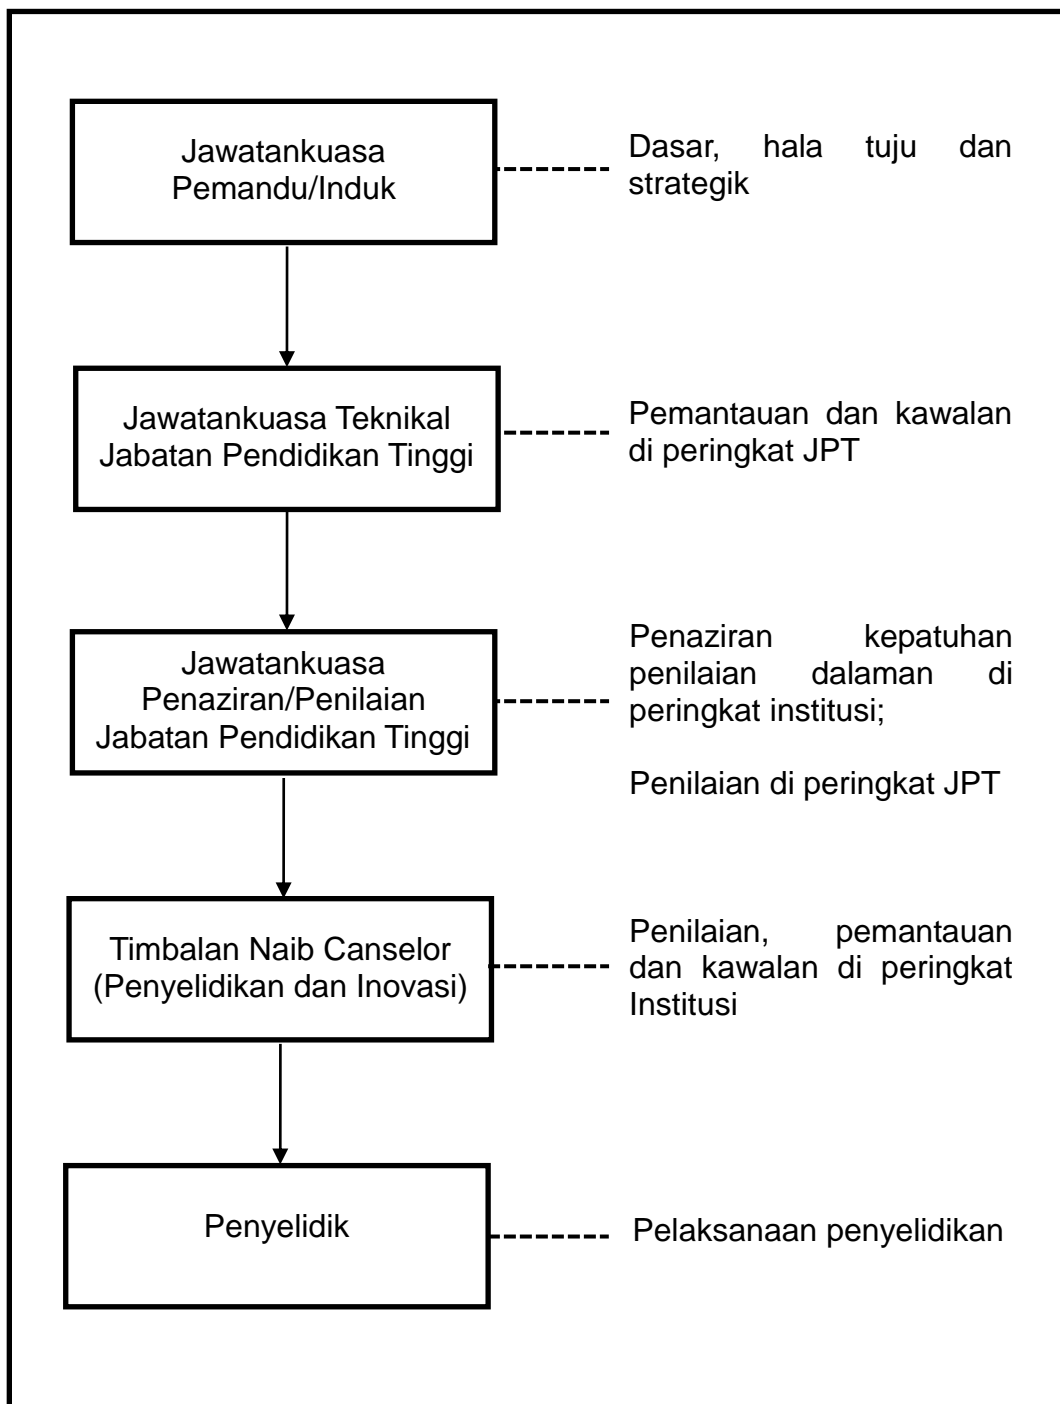 Jawatankuasa
Pemandu/Induk
Dasar, hala tuju dan
strategik
Jawatankuasa Teknikal
Jabatan Pendidikan Tinggi
Pemantauan dan kawalan
di peringkat JPT
Jawatankuasa
Penaziran/Penilaian
Jabatan Pendidikan Tinggi
Penaziran kepatuhan
penilaian dalaman di
peringkat institusi;
Penilaian di peringkat JPT
Timbalan Naib Canselor
(Penyelidikan dan Inovasi)
Penilaian, pemantauan
dan kawalan di peringkat
Institusi
Penyelidik
Pelaksanaan penyelidikan